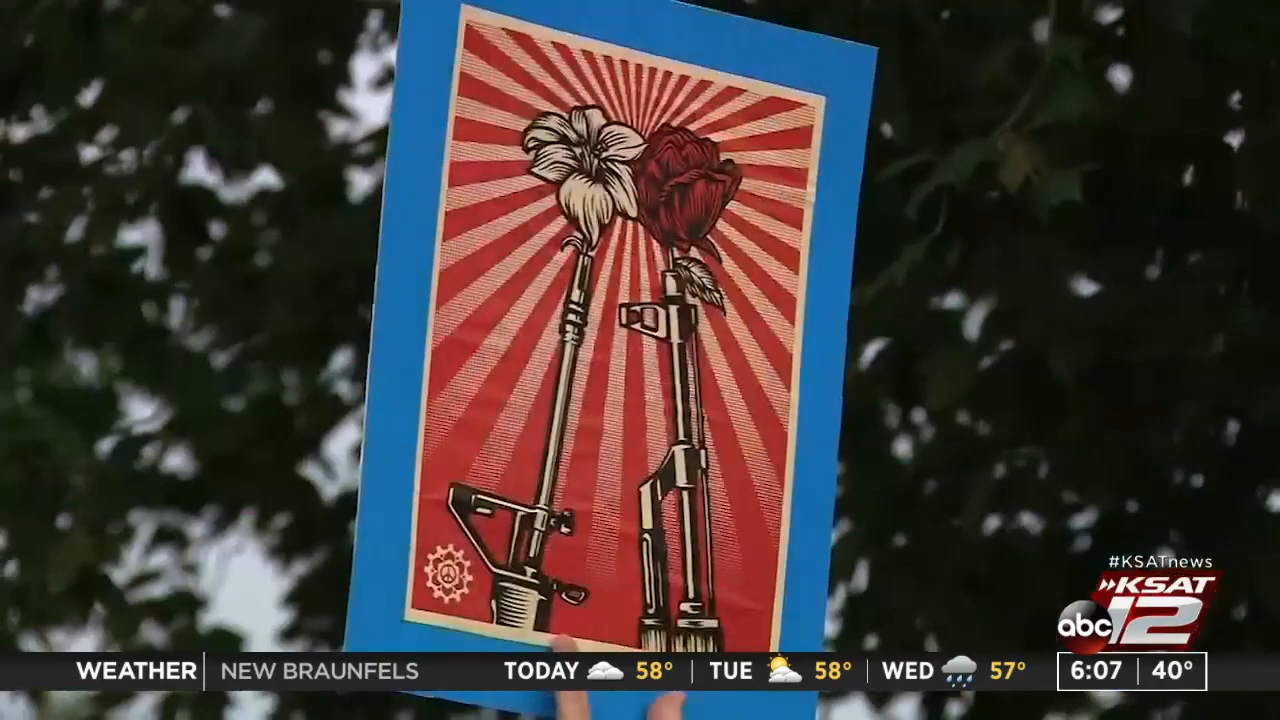 #KSATnews
KSAT
abc 12
WEATHER NEW BRAUNFELS TODAY 58° TUE 58° WED 57° 6:07 40°